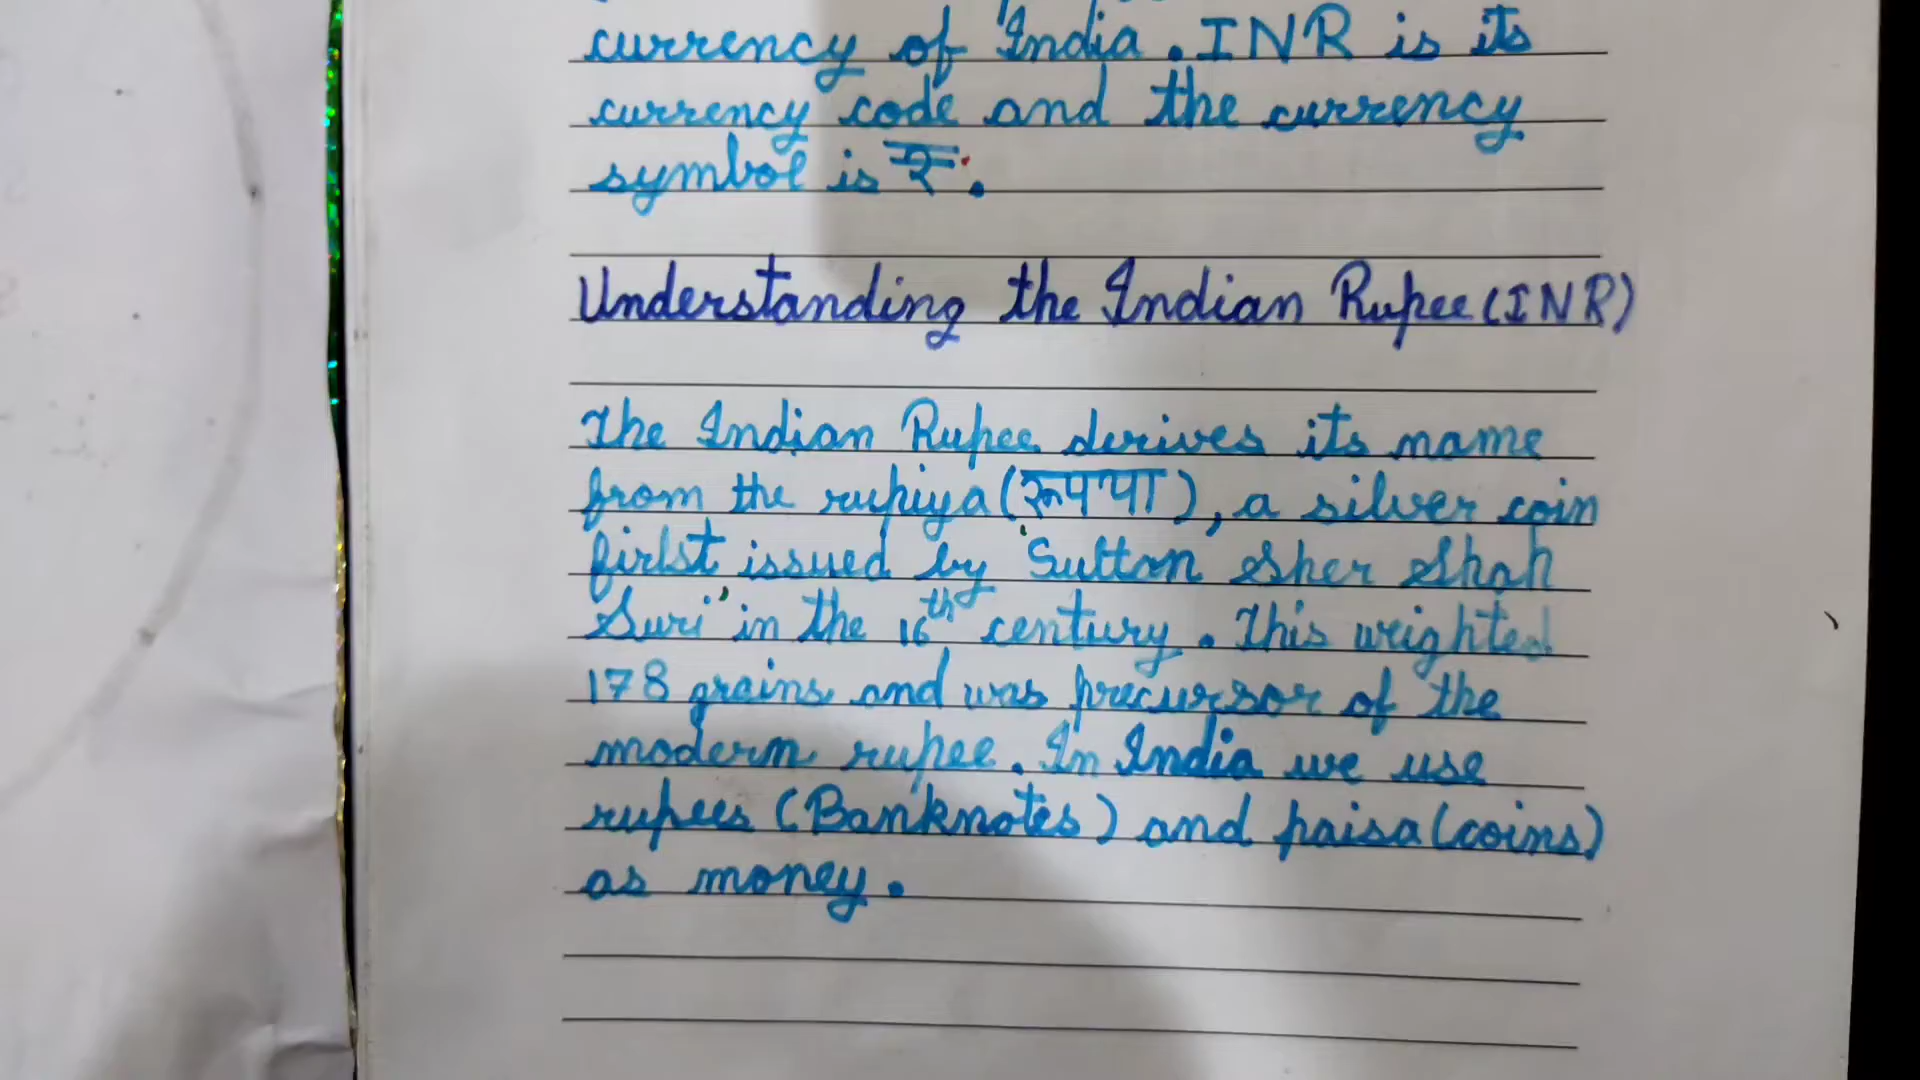 currency of India. INR is its
currency code and the currency
symbol is ₹.
Understanding the Indian Rupee (INR)
The Indian Rupee derives its name
from the rupiya (रूपया), a silver coin
first issued by 'Sultan Sher Shah
Suri' in the 16th century. This weighted
178 grains and was precursor of the
modern rupee. In India we use
rupees (Banknotes) and paisa (coins)
as money.